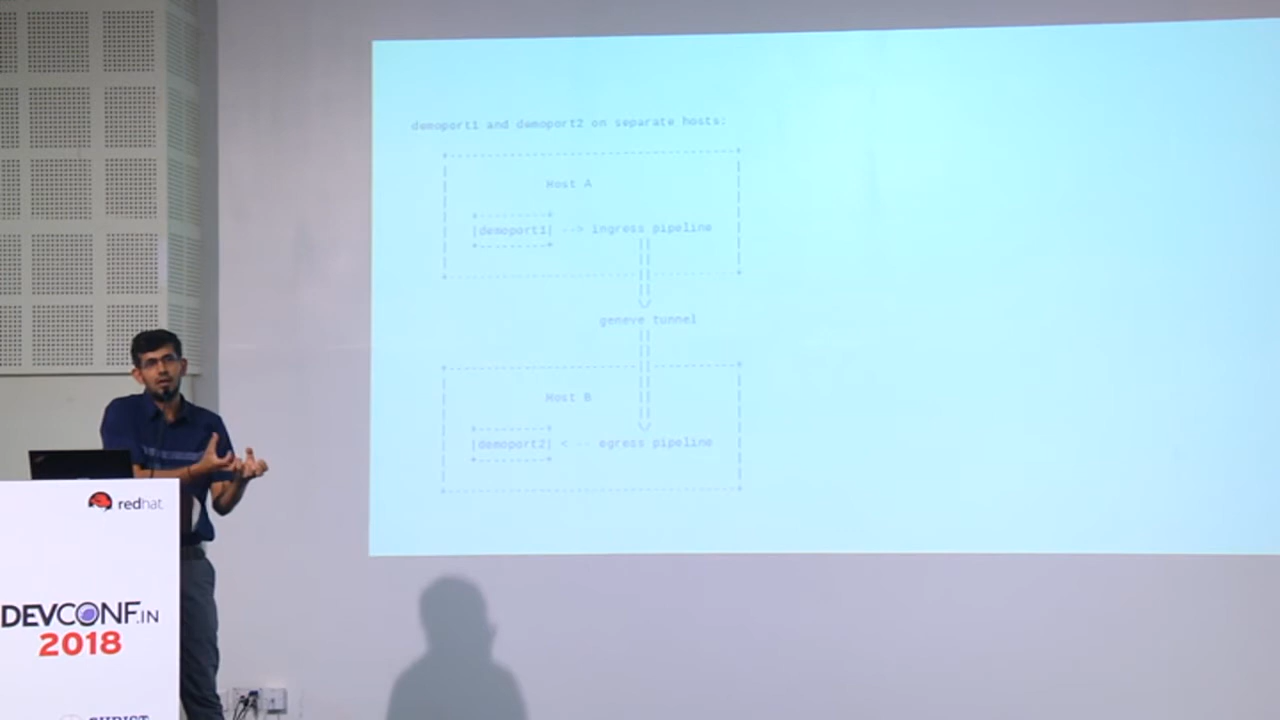 demoport1 and demoport2 on separate hosts:
Host A
|demoport1| --> ingress pipeline
geneve tunnel
Host B
|demoport2| < -- egress pipeline
redhat
DEVCONF.IN
2018
CHRIST